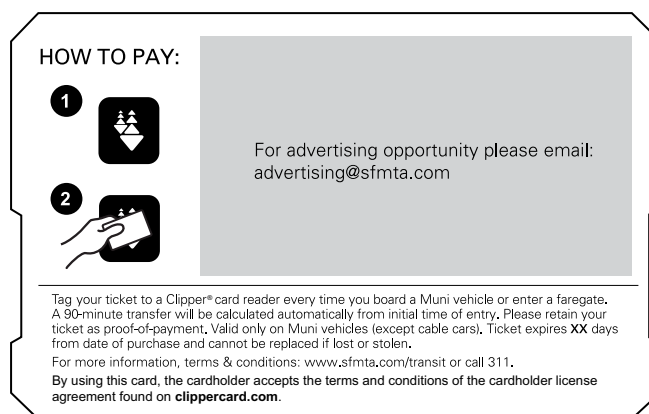 HOW TO PAY:
1
2
For advertising opportunity please email:
advertising@sfmta.com
Tag your ticket to a Clipper® card reader every time you board a Muni vehicle or enter a faregate.
A 90-minute transfer will be calculated automatically from initial time of entry. Please retain your
ticket as proof-of-payment. Valid only on Muni vehicles (except cable cars). Ticket expires XX days
from date of purchase and cannot be replaced if lost or stolen.
For more information, terms & conditions: www.sfmta.com/transit or call 311.
By using this card, the cardholder accepts the terms and conditions of the cardholder license
agreement found on clippercard.com.